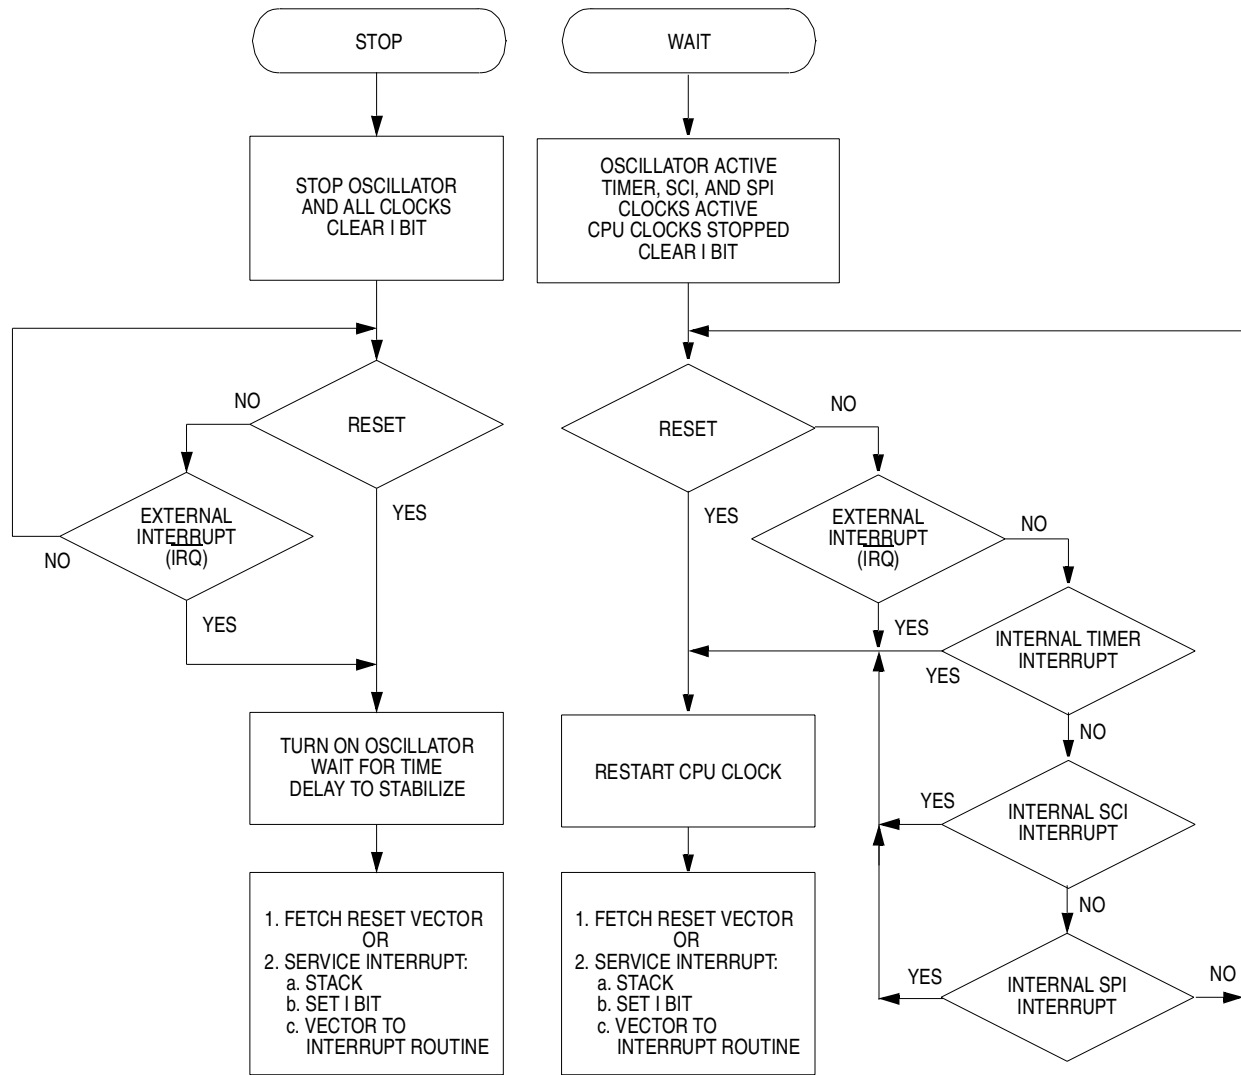 STOP
STOP OSCILLATOR
AND ALL CLOCKS
CLEAR I BIT
NO
RESET
YES
EXTERNAL
INTERRUPT
(IRQ)
NO
YES
TURN ON OSCILLATOR
WAIT FOR TIME
DELAY TO STABILIZE
1. FETCH RESET VECTOR
OR
2. SERVICE INTERRUPT:
a. STACK
b. SET I BIT
c. VECTOR TO
INTERRUPT ROUTINE
WAIT
OSCILLATOR ACTIVE
TIMER, SCI, AND SPI
CLOCKS ACTIVE
CPU CLOCKS STOPPED
CLEAR I BIT
RESET
NO
YES
EXTERNAL
INTERRUPT
(IRQ)
NO
YES
INTERNAL TIMER
INTERRUPT
YES
NO
RESTART CPU CLOCK
INTERNAL SCI
INTERRUPT
YES
NO
INTERNAL SPI
INTERRUPT
YES
NO
1. FETCH RESET VECTOR
OR
2. SERVICE INTERRUPT:
a. STACK
b. SET I BIT
c. VECTOR TO
INTERRUPT ROUTINE